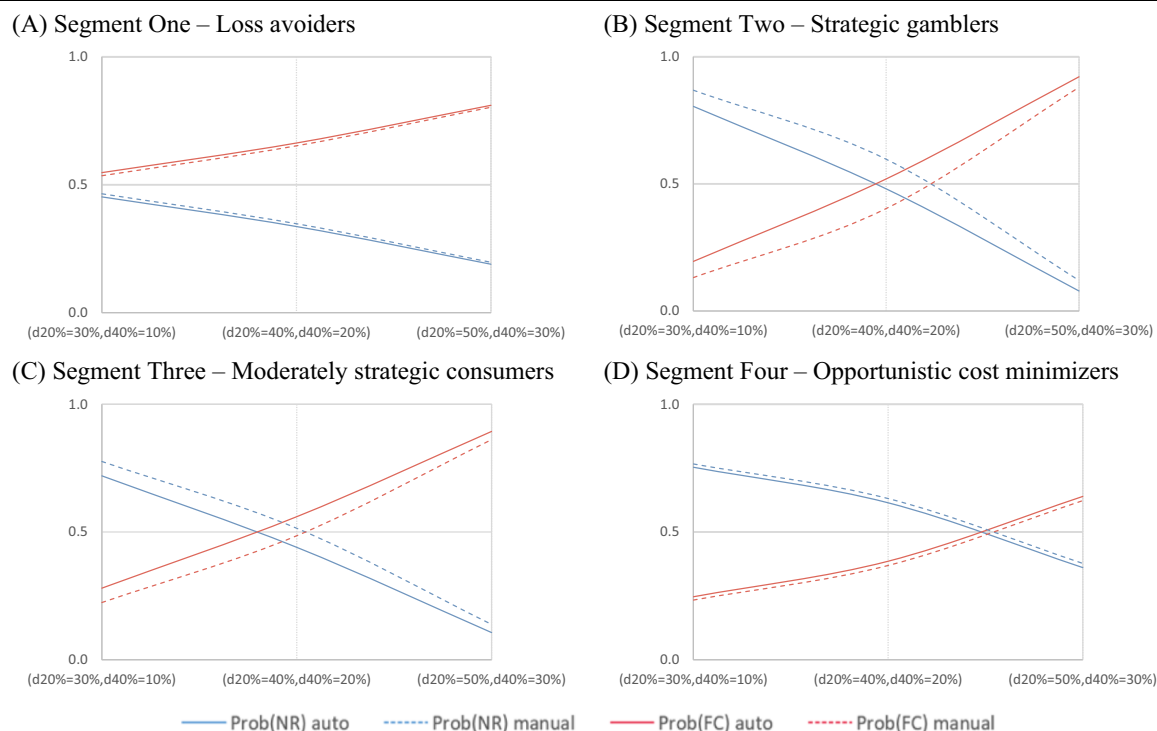 (A) Segment One – Loss avoiders
1.0
0.5
0.0
(d20%=30%,d40%=10%) (d20%=40%,d40%=20%) (d20%=50%,d40%=30%)
(B) Segment Two – Strategic gamblers
1.0
0.5
0.0
(d20%=30%,d40%=10%) (d20%=40%,d40%=20%) (d20%=50%,d40%=30%)
(C) Segment Three – Moderately strategic consumers
1.0
0.5
0.0
(d20%=30%,d40%=10%) (d20%=40%,d40%=20%) (d20%=50%,d40%=30%)
(D) Segment Four – Opportunistic cost minimizers
1.0
0.5
0.0
(d20%=30%,d40%=10%) (d20%=40%,d40%=20%) (d20%=50%,d40%=30%)
Prob(NR) auto Prob(NR) manual Prob(FC) auto Prob(FC) manual